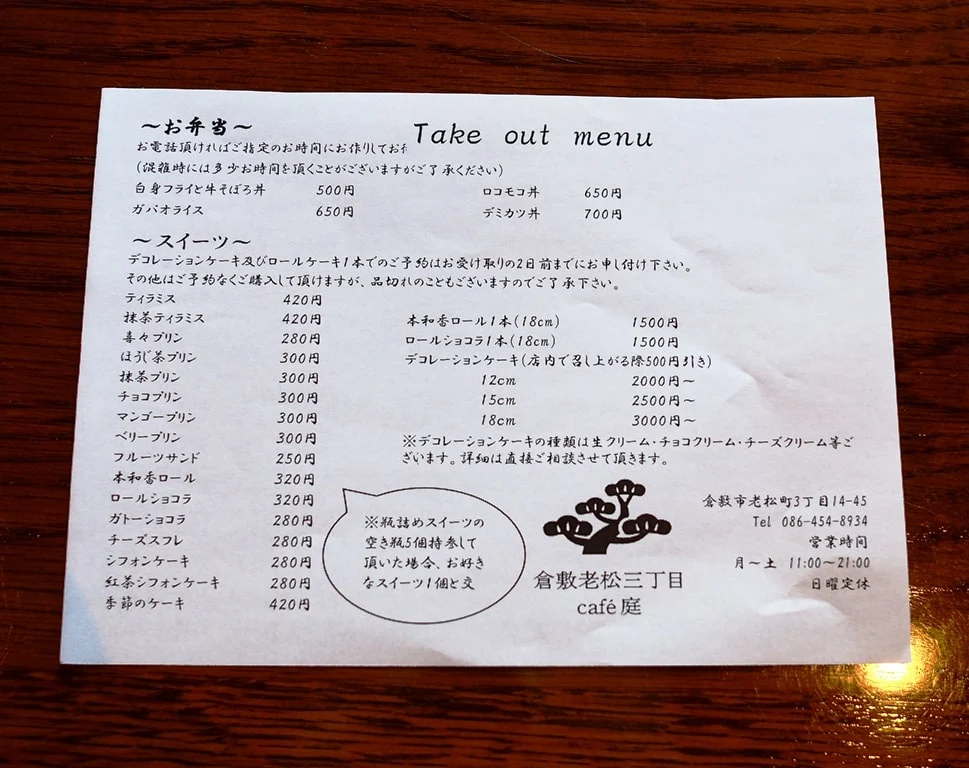 Take out menu
～お弁当～
お電話頂ければご指定のお時間にお作りしてお
(混雑時には多少お時間を頂くことがございますがご了承ください)
白身フライと牛そぼろ丼 500円 ロコモコ丼 650円
ガパオライス 650円 デミカツ丼 700円
～スイーツ～
デコレーションケーキ及びロールケーキ1本でのご予約はお受け取りの2日前までにお申し付け下さい。
その他はご予約なくご購入して頂けますが、品切れのこともございますのでご了承下さい。
ティラミス 420円
抹茶ティラミス 420円
喜々プリン 280円
ほうじ茶プリン 300円
抹茶プリン 300円
チョコプリン 300円
マンゴープリン 300円
ベリープリン 300円
フルーツサンド 250円
本和香ロール 320円
ロールショコラ 320円
ガトーショコラ 280円
チーズスフレ 280円
シフォンケーキ 280円
紅茶シフォンケーキ 280円
季節のケーキ 420円
本和香ロール1本(18cm) 1500円
ロールショコラ1本(18cm) 1500円
デコレーションケーキ(店内で召し上がる際500円引き)
12cm 2000円～
15cm 2500円～
18cm 3000円～
※デコレーションケーキの種類は生クリーム・チョコクリーム・チーズクリーム等ご
ざいます。詳細は直接ご相談させて頂きます。
※瓶詰めスイーツの
空き瓶5個持参して
頂いた場合、お好き
なスイーツ1個と交
倉敷老松三丁目
café 庭
倉敷市老松町3丁目14-45
Tel 086-454-8934
営業時間
月～土 11:00～21:00
日曜定休